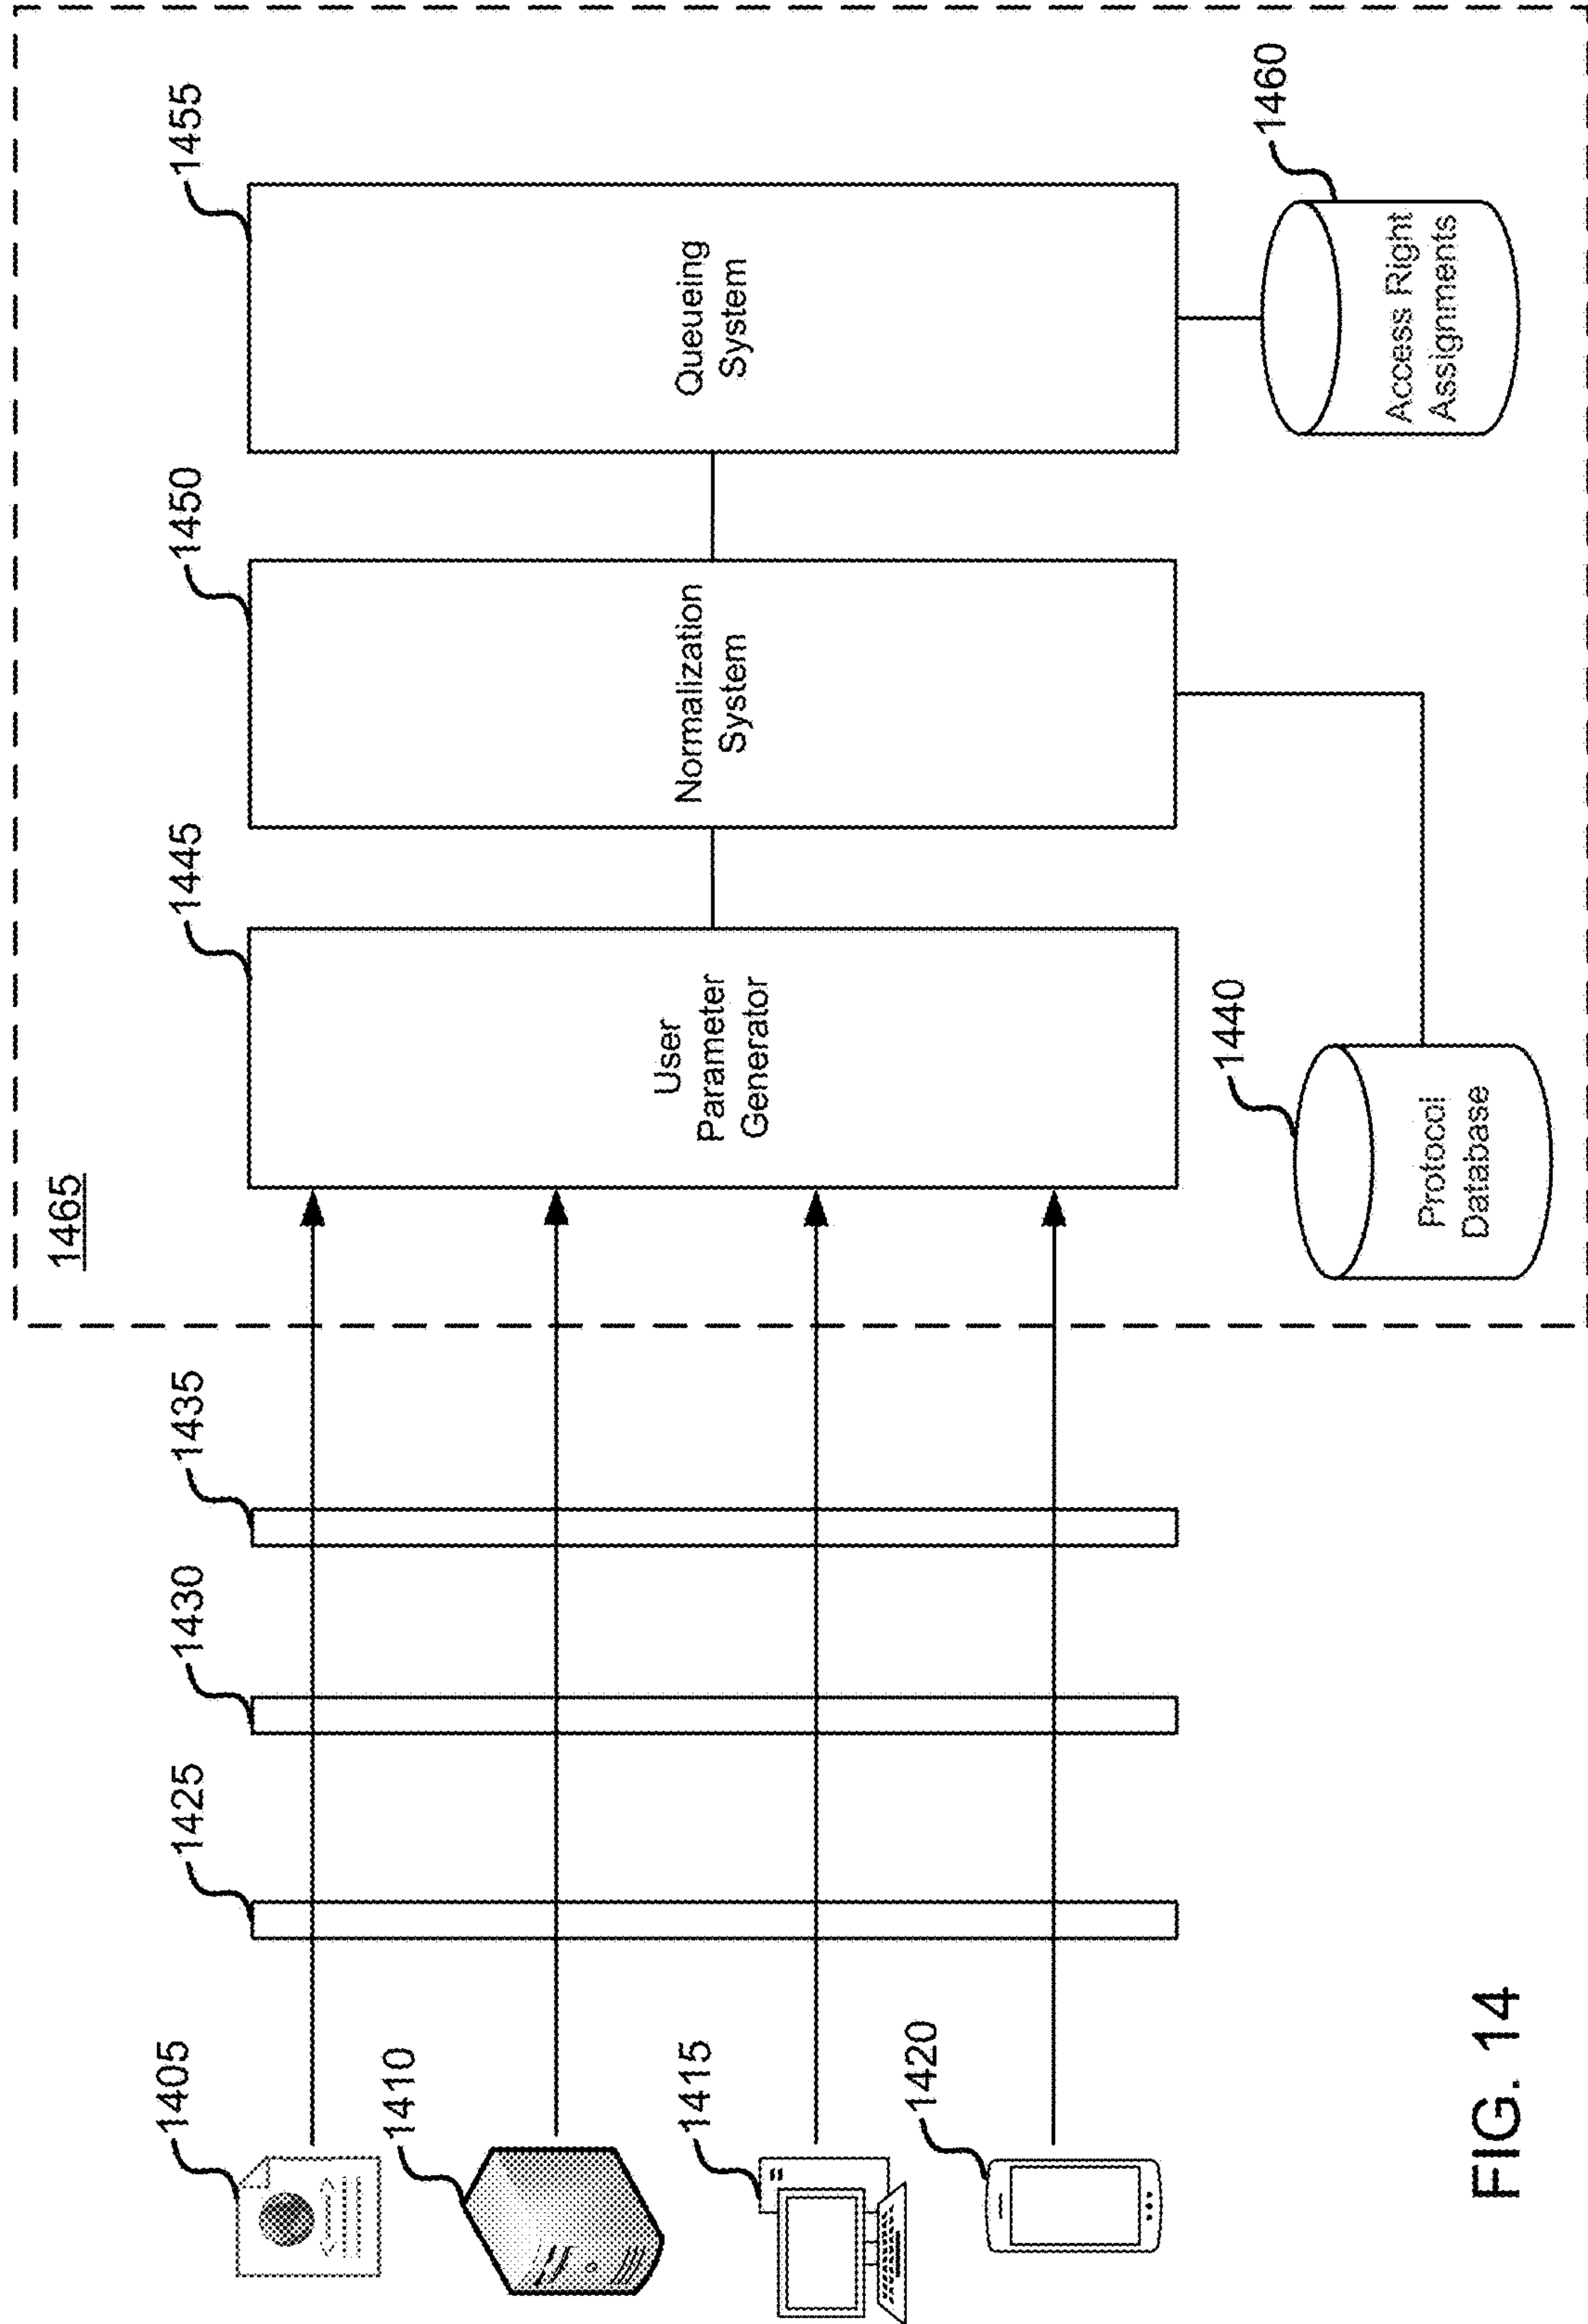 1465
1405
1410
1415
1420
1425
1430
1435
1445
1450
1455
User
Parameter
Generator
Normalization
System
Queueing
System
1440
Protocol
Database
1460
Access Right
Assignments
FIG. 14